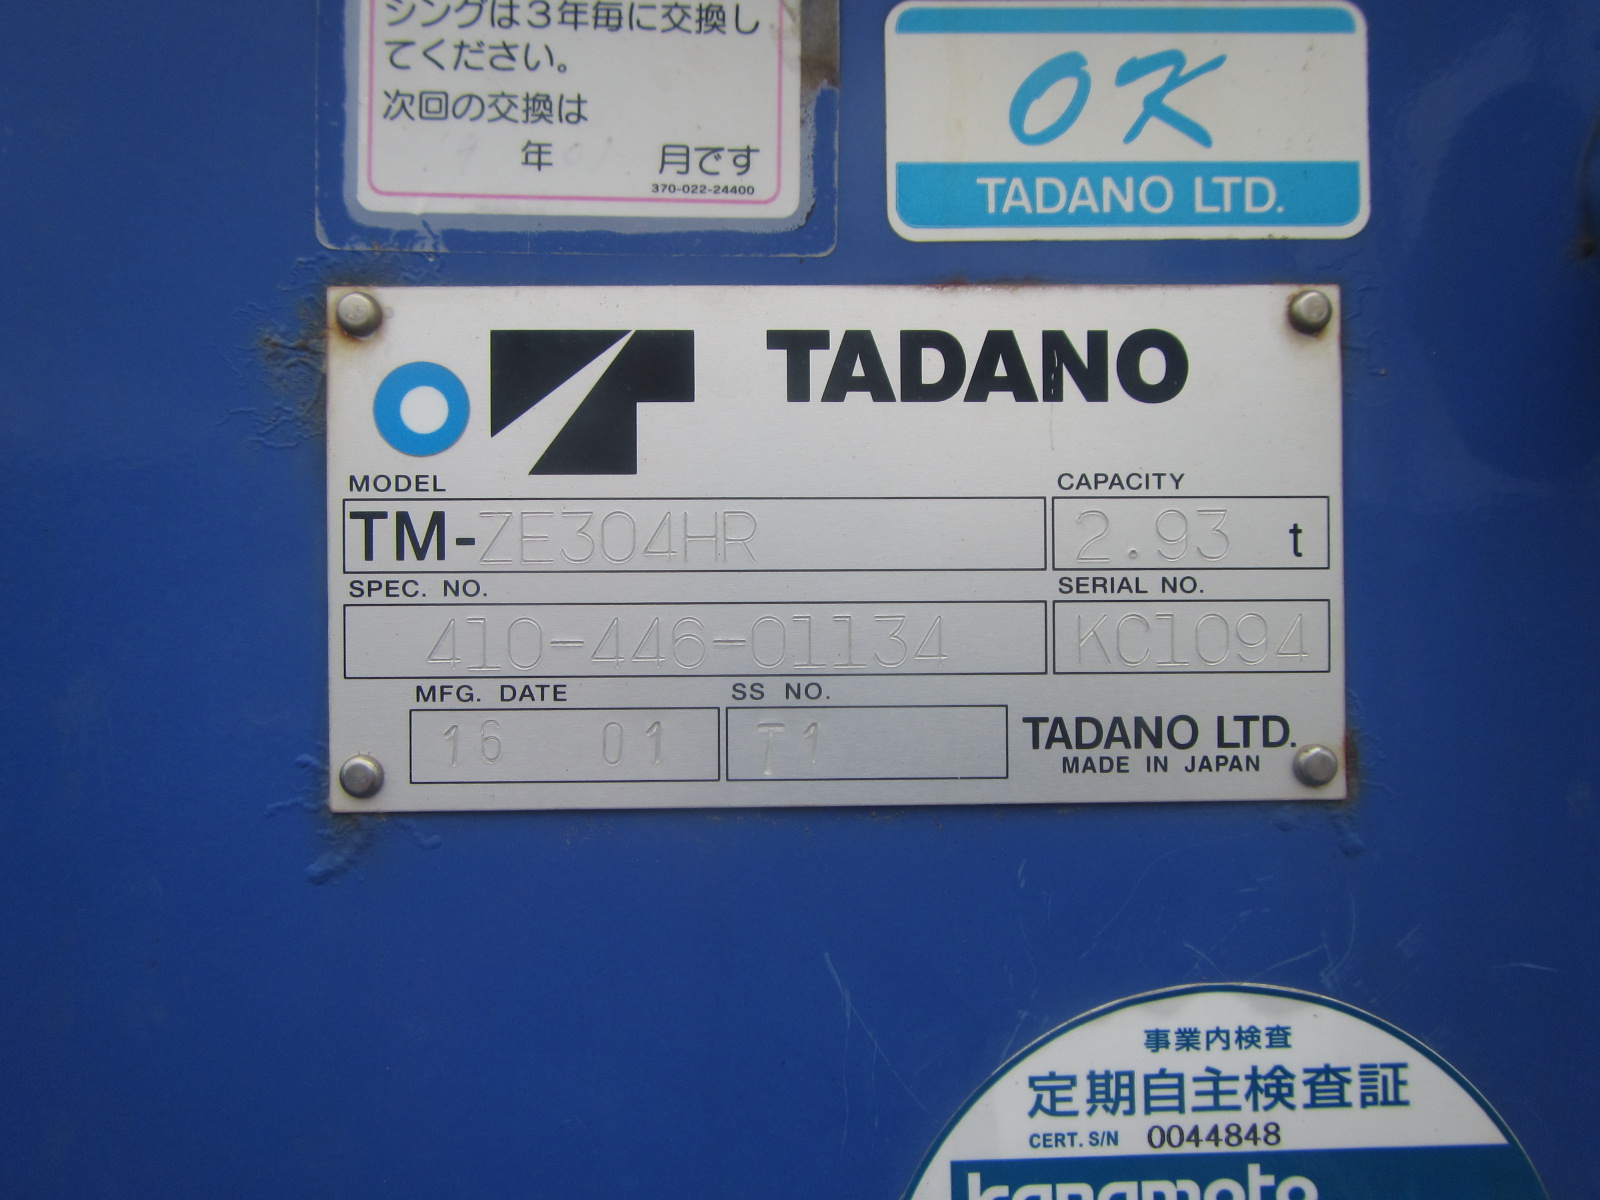 シングは3年毎に交換し
てください。
次回の交換は
年 月です
370-022-24400
OK
TADANO LTD.
TADANO
MODEL
TM-ZE304HR
CAPACITY
2.93 t
SPEC. NO.
410-446-01134
SERIAL NO.
KC1094
MFG. DATE
16 01
SS NO.
T1
TADANO LTD.
MADE IN JAPAN
事業内検査
定期自主検査証
CERT. S/N 0044848
kanamoto